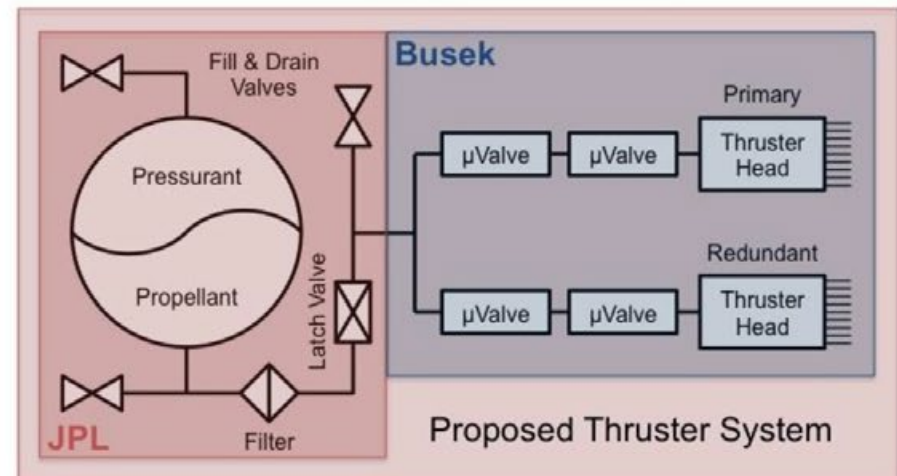 Fill & Drain
Valves
Busek
Primary
Pressurant
µValve
µValve
Thruster
Head
Propellant
Latch Valve
Redundant
µValve
µValve
Thruster
Head
JPL
Filter
Proposed Thruster System